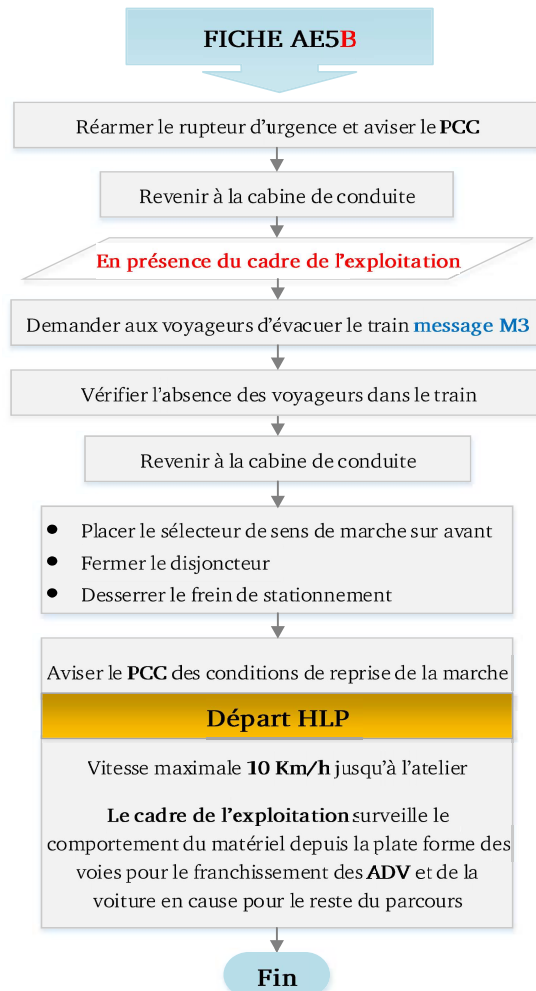 FICHE AE5B
Réarmer le rupteur d'urgence et aviser le PCC
Revenir à la cabine de conduite
En présence du cadre de l'exploitation
Demander aux voyageurs d'évacuer le train message M3
Vérifier l'absence des voyageurs dans le train
Revenir à la cabine de conduite
• Placer le sélecteur de sens de marche sur avant
• Fermer le disjoncteur
• Desserrer le frein de stationnement
Aviser le PCC des conditions de reprise de la marche
Départ HLP
Vitesse maximale 10 Km/h jusqu'à l'atelier
Le cadre de l'exploitation surveille le
comportement du matériel depuis la plate forme des
voies pour le franchissement des ADV et de la
voiture en cause pour le reste du parcours
Fin